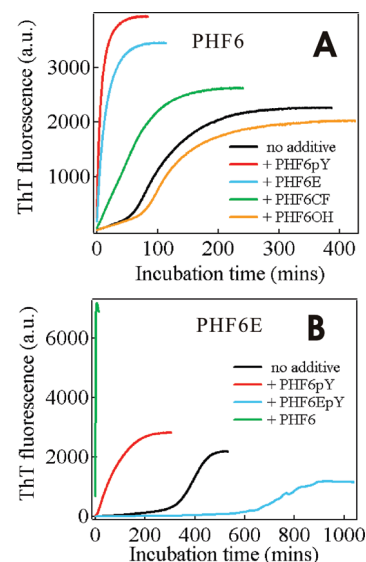 PHF6
A
ThT fluorescence (a.u.)
3000
2000
1000
no additive
+ PHF6pY
+ PHF6E
+ PHF6CF
+ PHF6OH
0 100 200 300 400
Incubation time (mins)
PHF6E
B
ThT fluorescence (a.u.)
6000
4000
2000
0
no additive
+ PHF6pY
+ PHF6EpY
+ PHF6
0 200 400 600 800 1000
Incubation time (mins)